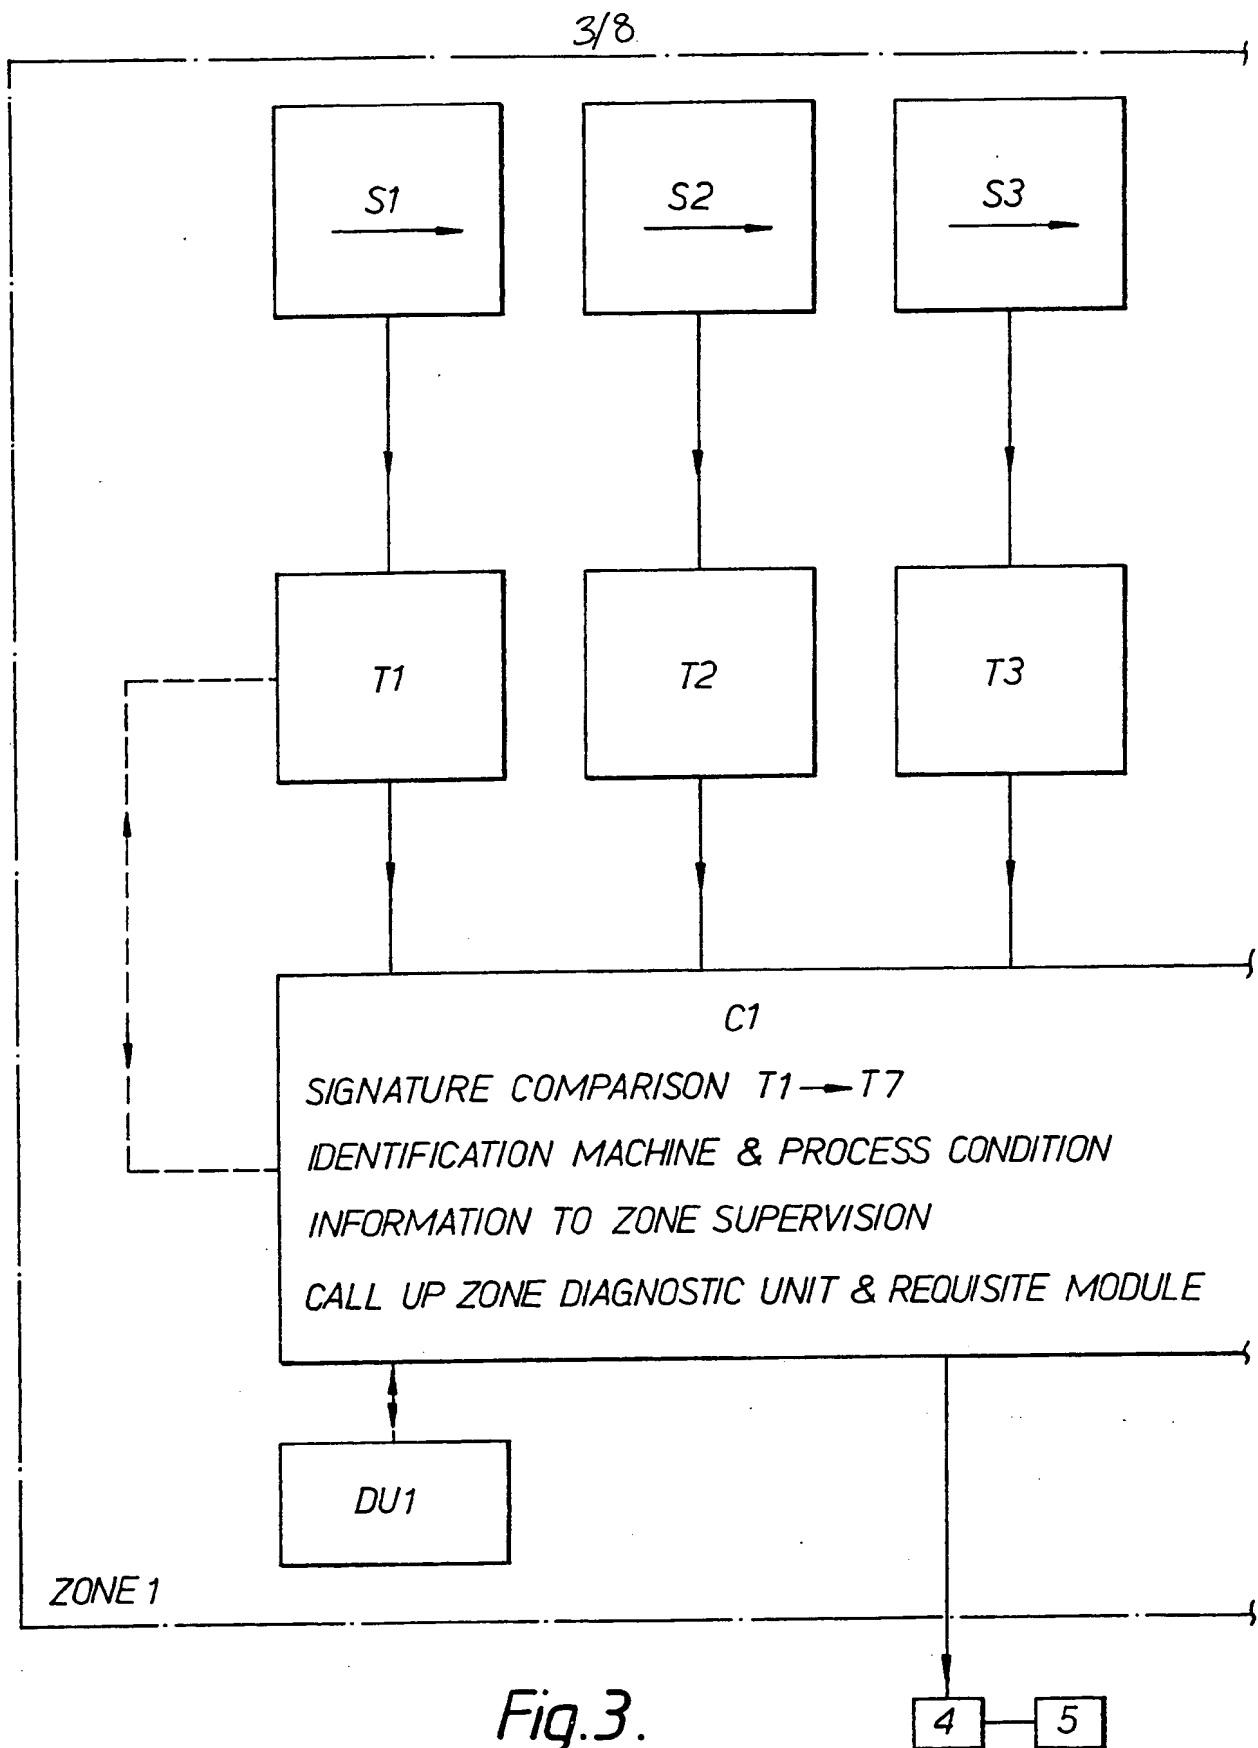 3/8
S1
S2
S3
T1
T2
T3
C1
SIGNATURE COMPARISON T1 → T7
IDENTIFICATION MACHINE & PROCESS CONDITION
INFORMATION TO ZONE SUPERVISION
CALL UP ZONE DIAGNOSTIC UNIT & REQUISITE MODULE
DU1
ZONE 1
Fig.3.
4
5